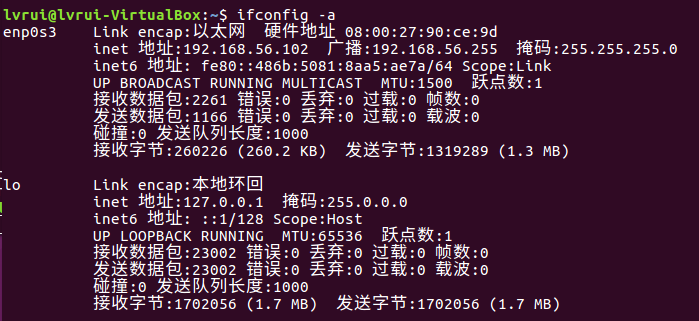 lvrui@lvrui-VirtualBox:~$ ifconfig -a
enp0s3 Link encap:以太网 硬件地址 08:00:27:90:ce:9d
inet 地址:192.168.56.102 广播:192.168.56.255 掩码:255.255.255.0
inet6 地址: fe80::486b:5081:8aa5:ae7a/64 Scope:Link
UP BROADCAST RUNNING MULTICAST MTU:1500 跃点数:1
接收数据包:2261 错误:0 丢弃:0 过载:0 帧数:0
发送数据包:1166 错误:0 丢弃:0 过载:0 载波:0
碰撞:0 发送队列长度:1000
接收字节:260226 (260.2 KB) 发送字节:1319289 (1.3 MB)
lo Link encap:本地环回
inet 地址:127.0.0.1 掩码:255.0.0.0
inet6 地址: ::1/128 Scope:Host
UP LOOPBACK RUNNING MTU:65536 跃点数:1
接收数据包:23002 错误:0 丢弃:0 过载:0 帧数:0
发送数据包:23002 错误:0 丢弃:0 过载:0 载波:0
碰撞:0 发送队列长度:1000
接收字节:1702056 (1.7 MB) 发送字节:1702056 (1.7 MB)